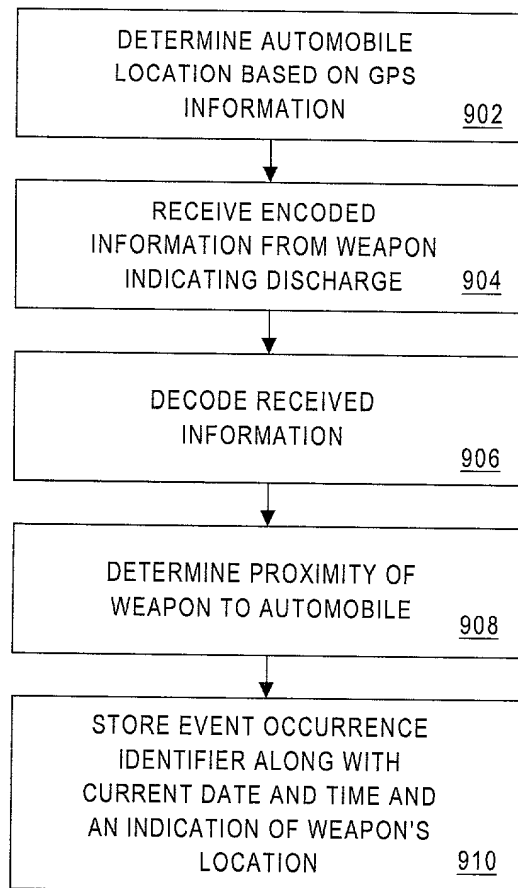 DETERMINE AUTOMOBILE
LOCATION BASED ON GPS
INFORMATION
902
RECEIVE ENCODED
INFORMATION FROM WEAPON
INDICATING DISCHARGE
904
DECODE RECEIVED
INFORMATION
906
DETERMINE PROXIMITY OF
WEAPON TO AUTOMOBILE
908
STORE EVENT OCCURRENCE
IDENTIFIER ALONG WITH
CURRENT DATE AND TIME AND
AN INDICATION OF WEAPON'S
LOCATION
910